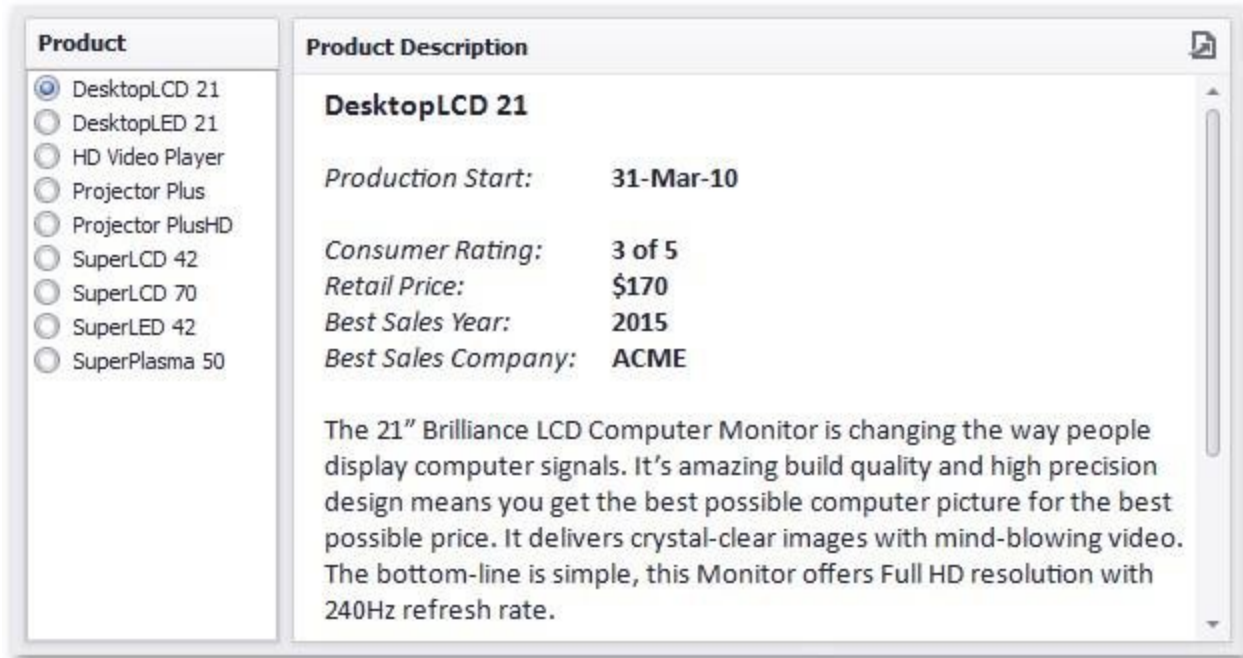 Product
DesktopLCD 21
DesktopLED 21
HD Video Player
Projector Plus
Projector PlusHD
SuperLCD 42
SuperLCD 70
SuperLED 42
SuperPlasma 50
Product Description
DesktopLCD 21
Production Start: 31-Mar-10
Consumer Rating: 3 of 5
Retail Price: $170
Best Sales Year: 2015
Best Sales Company: ACME
The 21” Brilliance LCD Computer Monitor is changing the way people
display computer signals. It’s amazing build quality and high precision
design means you get the best possible computer picture for the best
possible price. It delivers crystal-clear images with mind-blowing video.
The bottom-line is simple, this Monitor offers Full HD resolution with
240Hz refresh rate.